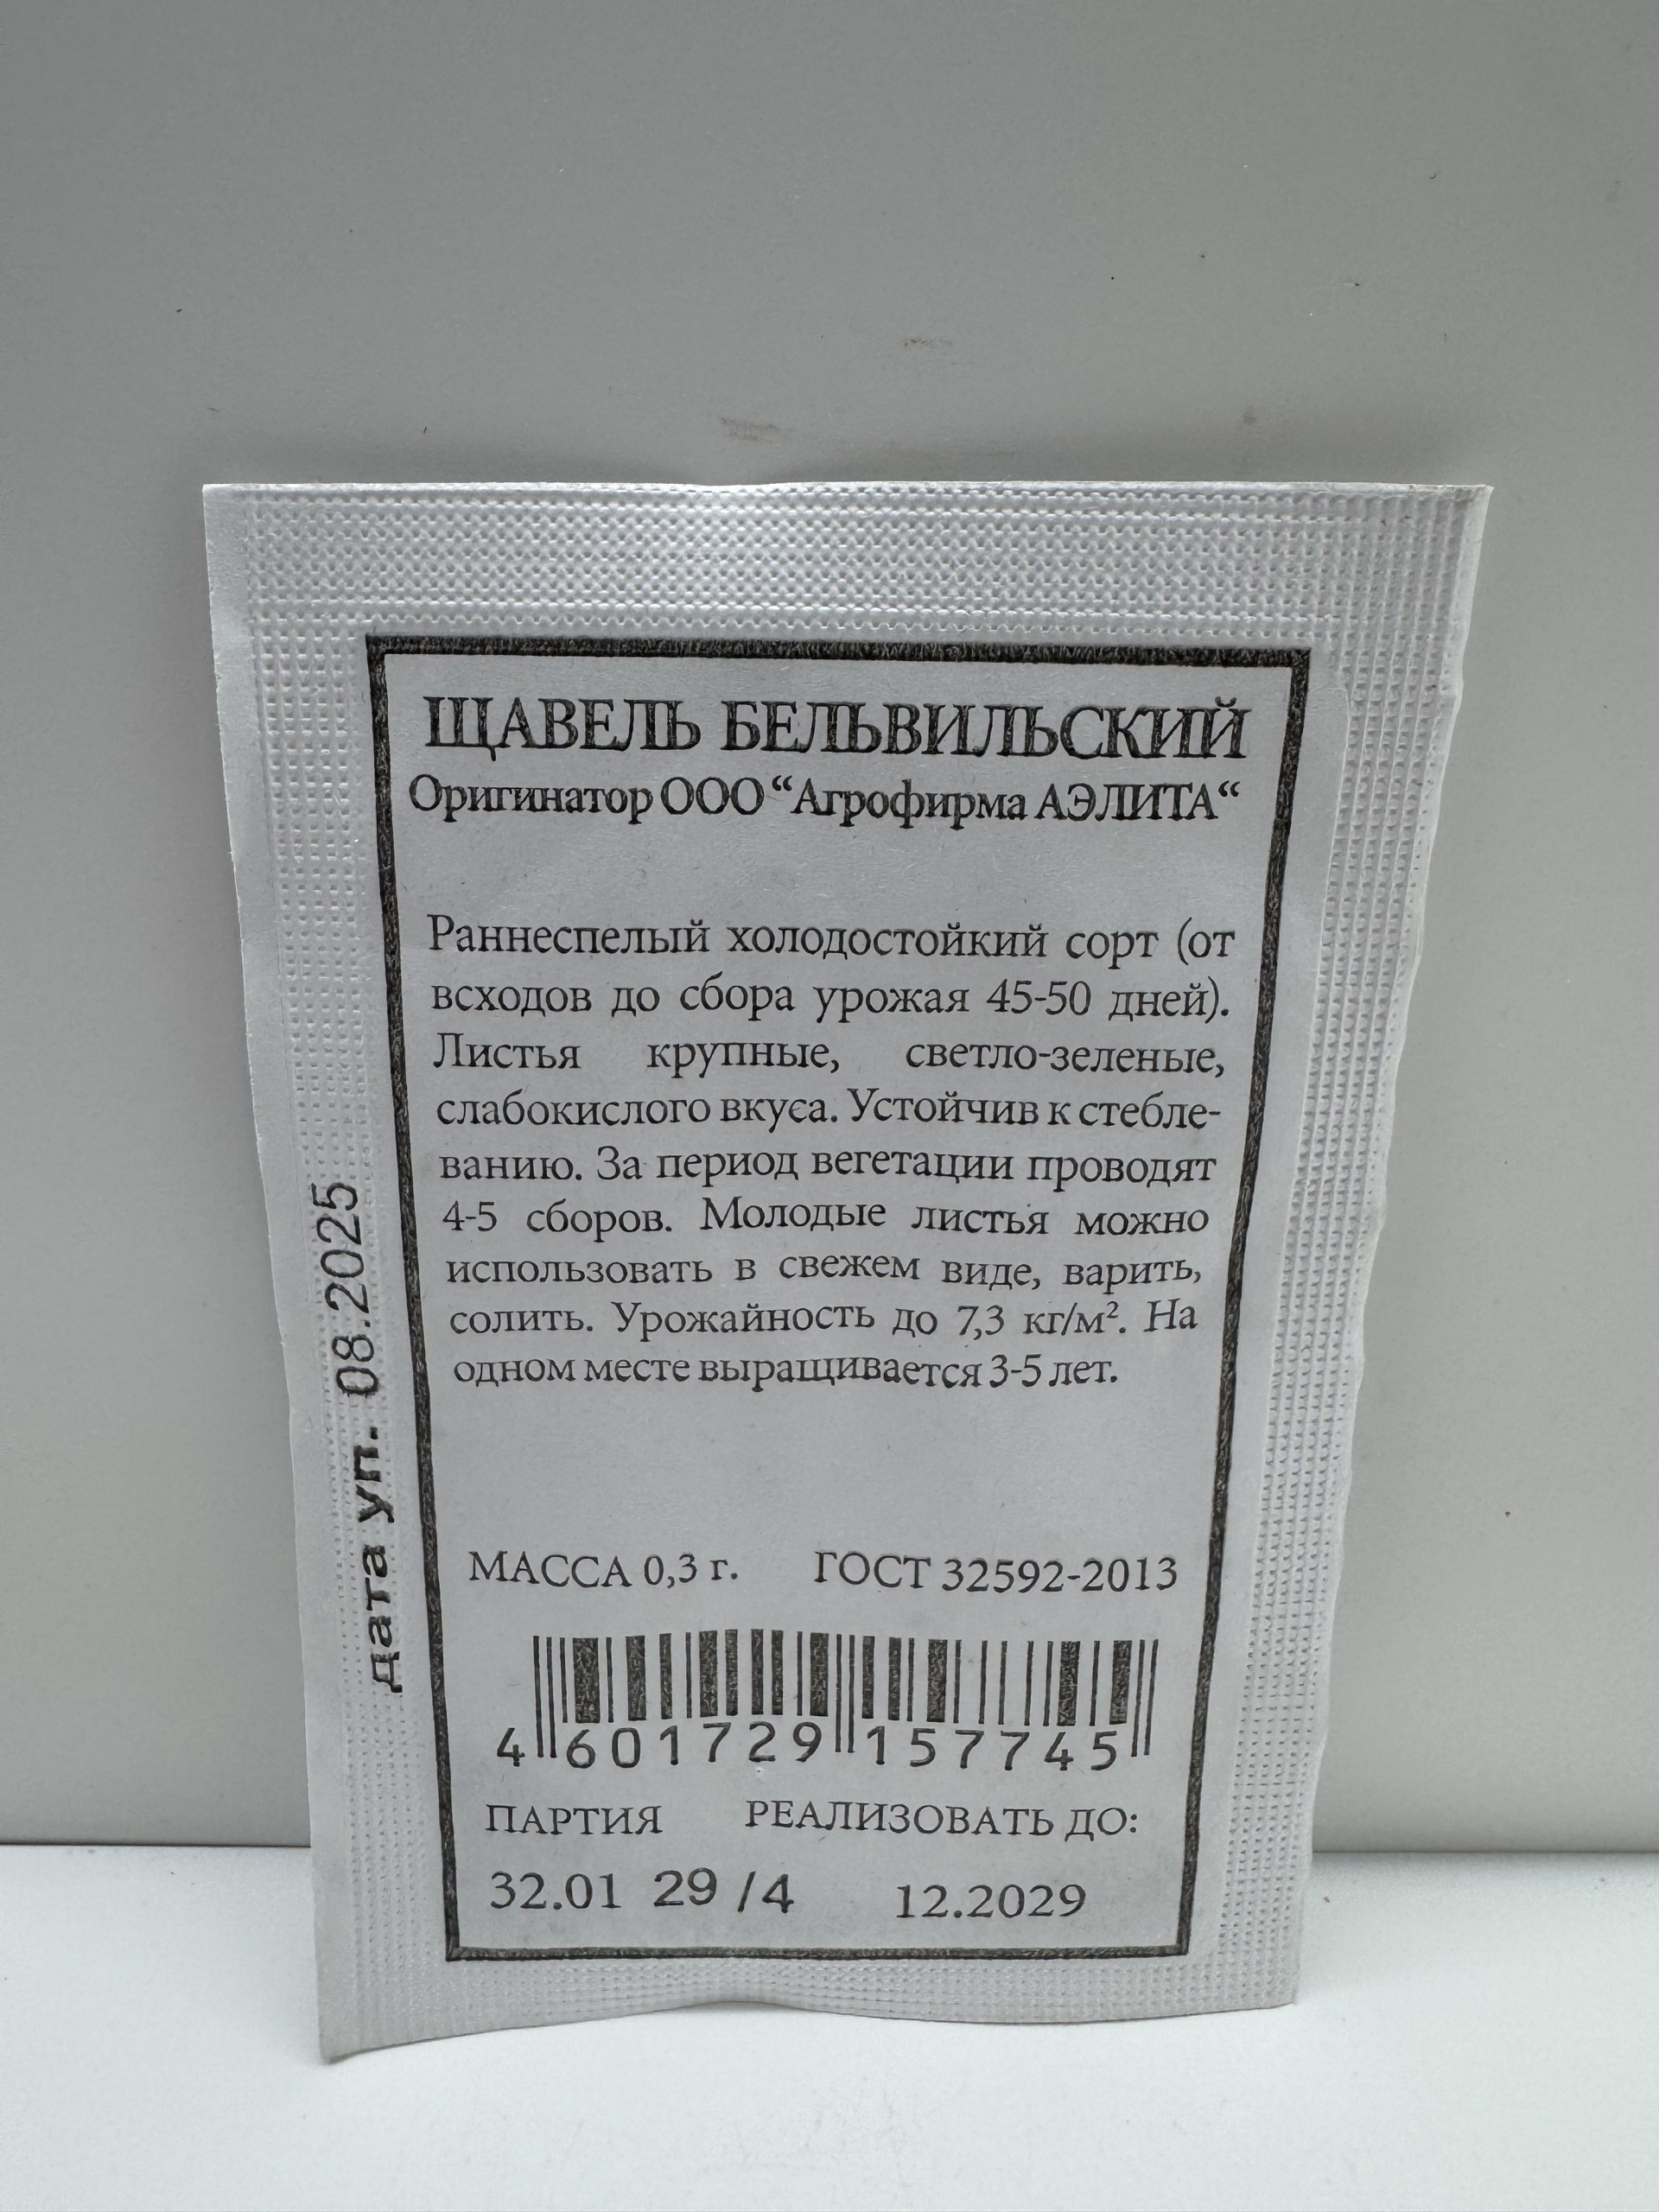 ЩАВЕЛЬ БЕЛЬВИЛЬСКИЙ
Оригинатор ООО “Агрофирма АЭЛИТА“
Раннеспелый холодостойкий сорт (от
всходов до сбора урожая 45-50 дней).
Листья крупные, светло-зеленые,
слабокислого вкуса. Устойчив к стебле-
ванию. За период вегетации проводят
4-5 сборов. Молодые листья можно
использовать в свежем виде, варить,
солить. Урожайность до 7,3 кг/м². На
одном месте выращивается 3-5 лет.
дата уп. 08.2025
МАССА 0,3 г. ГОСТ 32592-2013
4 601729 157745
ПАРТИЯ РЕАЛИЗОВАТЬ ДО:
32.01 29 /4 12.2029